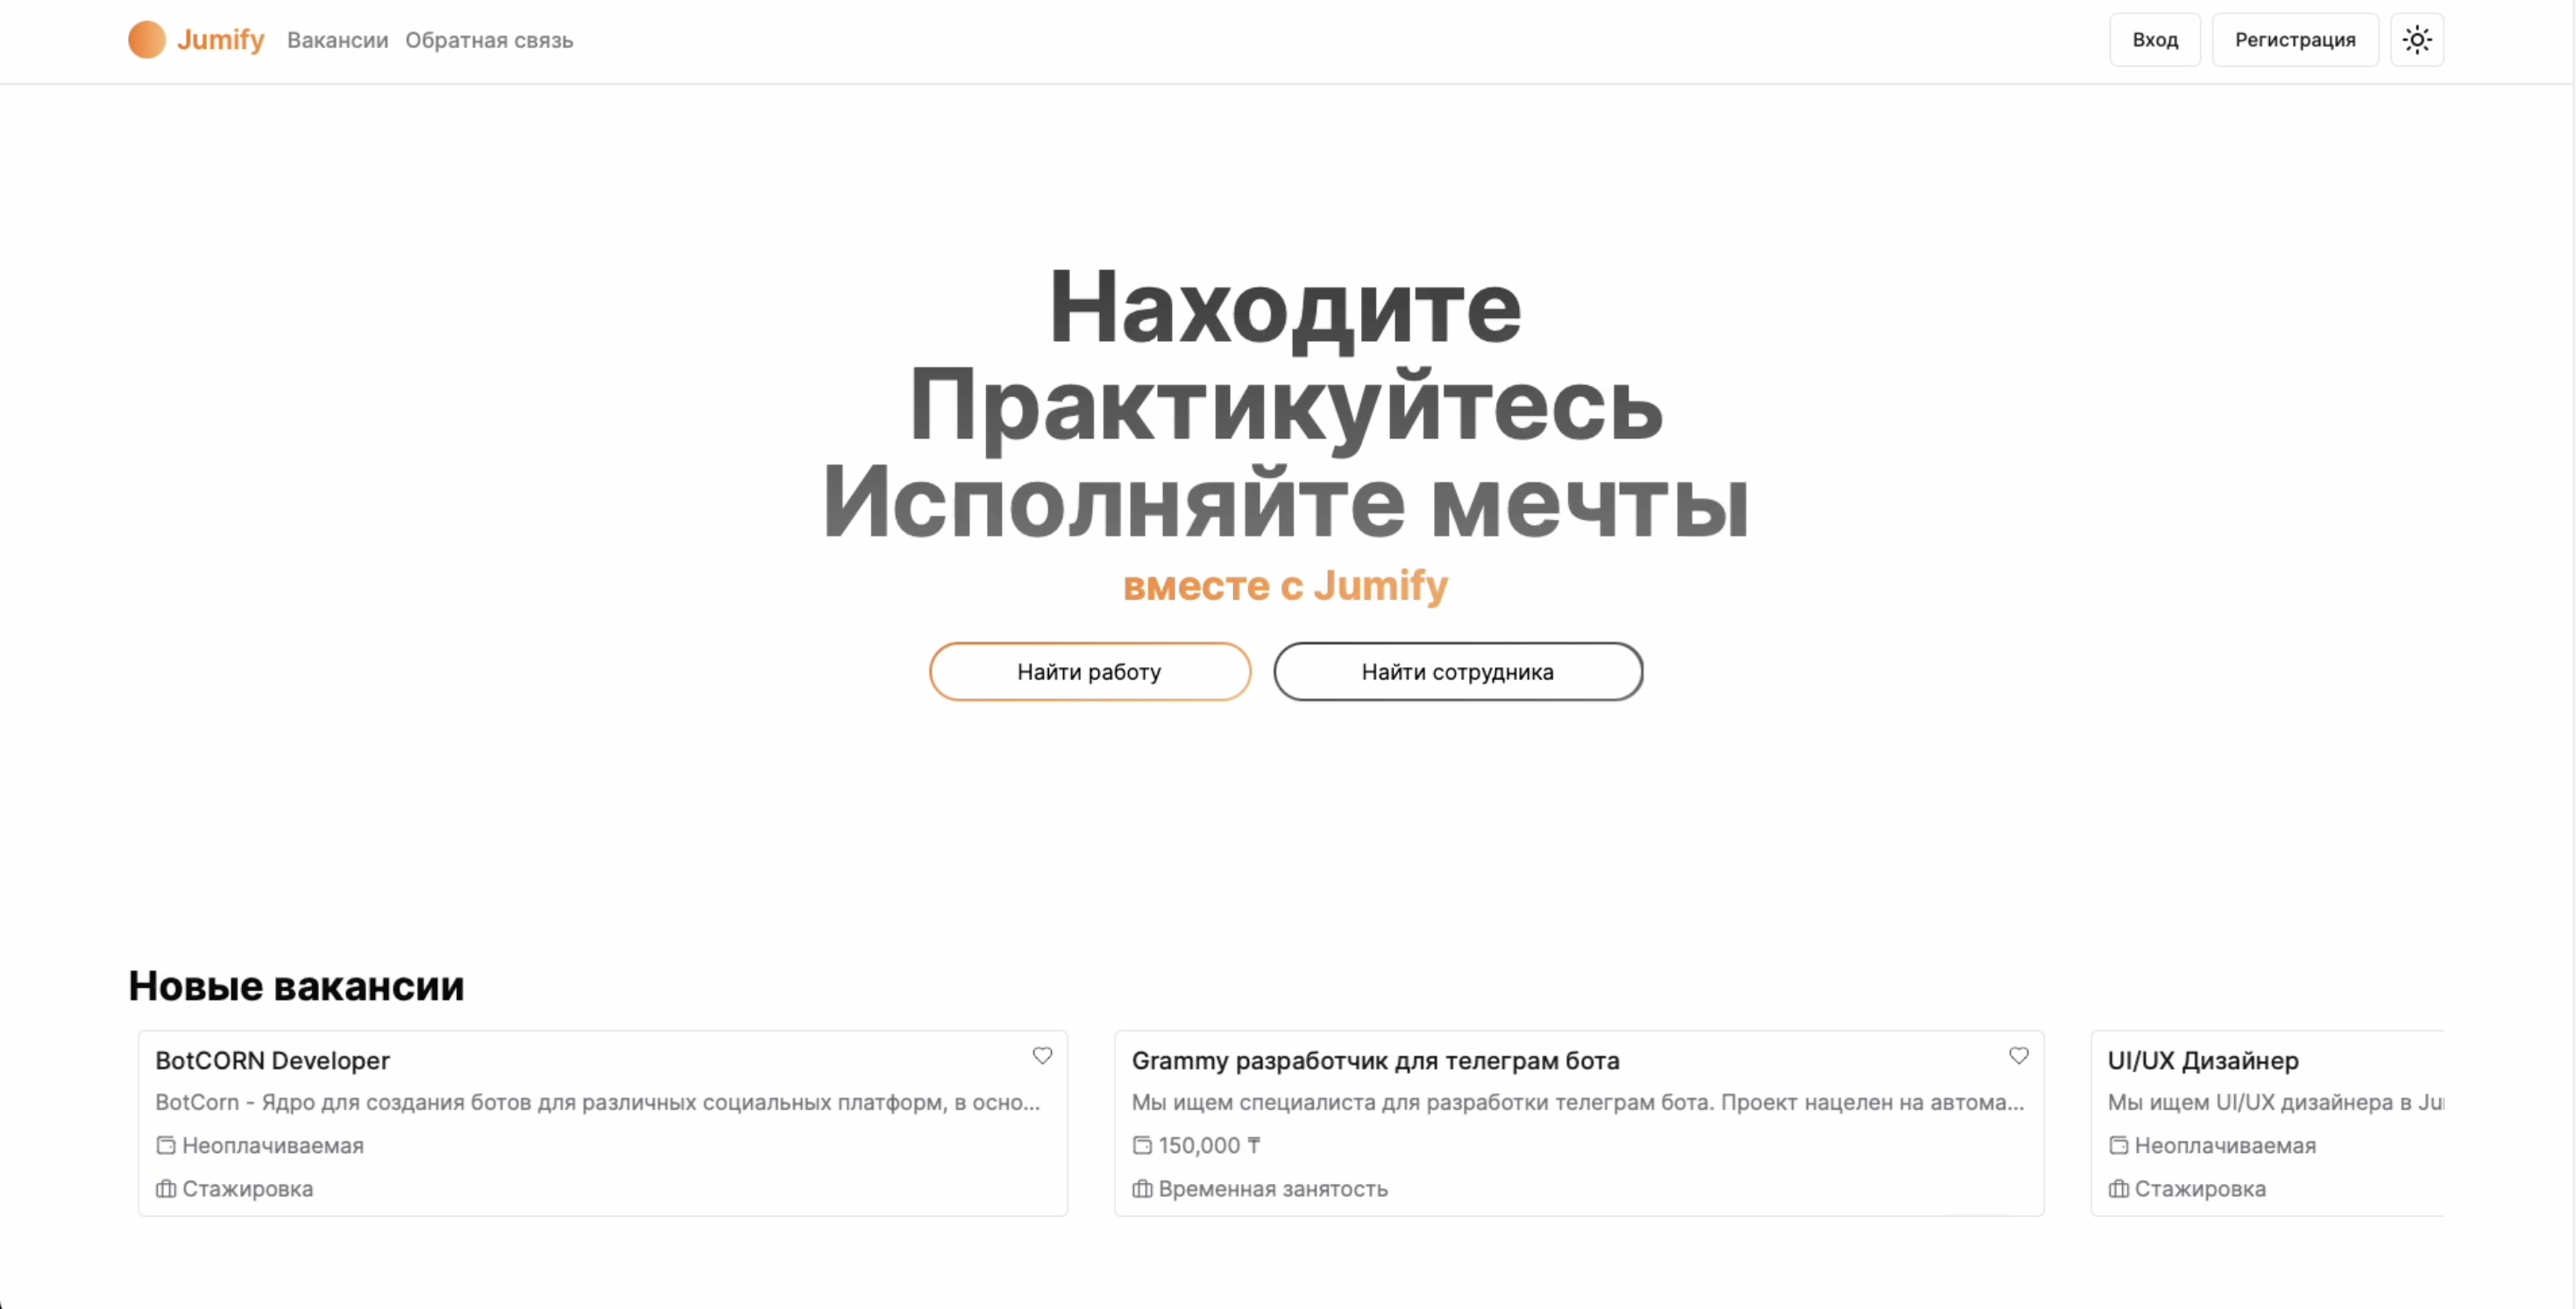 Jumify Вакансии Обратная связь Вход Регистрация
Находите
Практикуйтесь
Исполняйте мечты
вместе с Jumify
Найти работу Найти сотрудника
Новые вакансии
BotCORN Developer
BotCorn - Ядро для создания ботов для различных социальных платформ, в осно...
Неоплачиваемая
Стажировка
Grammy разработчик для телеграм бота
Мы ищем специалиста для разработки телеграм бота. Проект нацелен на автома...
150,000 ₸
Временная занятость
UI/UX Дизайнер
Мы ищем UI/UX дизайнера в
Неоплачиваемая
Стажировка